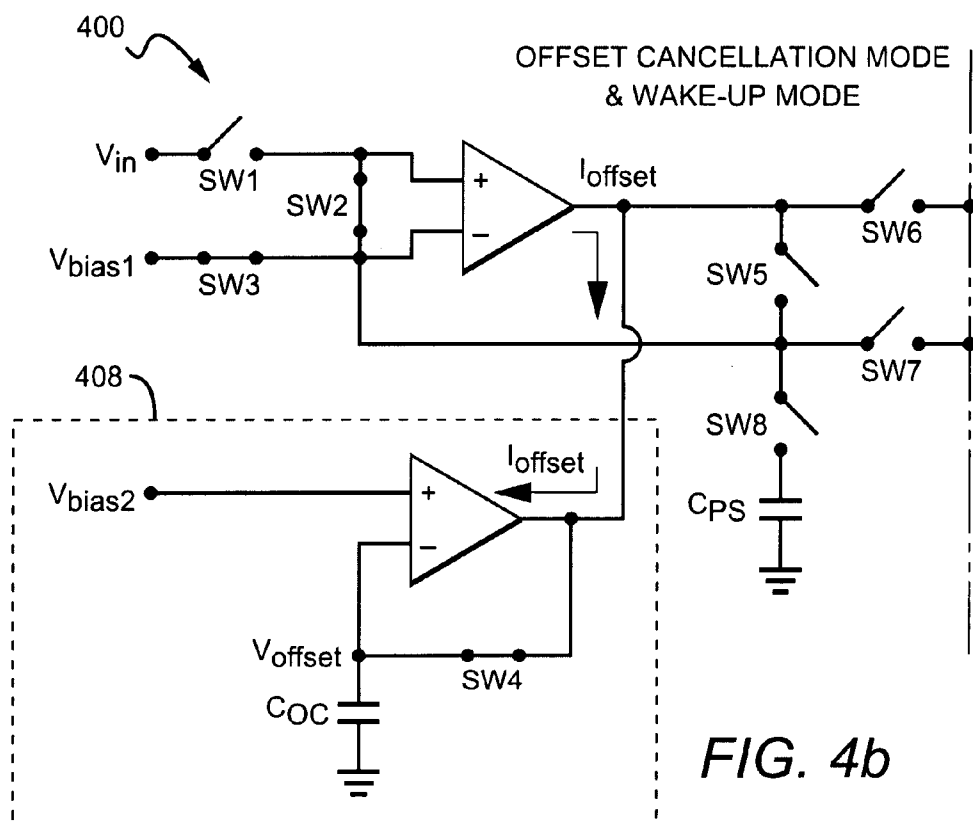 400
OFFSET CANCELLATION MODE
& WAKE-UP MODE
Vin
SW1
+
Ioffset
SW2
SW6
Vbias1
SW3
−
SW5
408
SW7
SW8
Ioffset
Vbias2
+
CPS
−
Voffset
SW4
COC
FIG. 4b